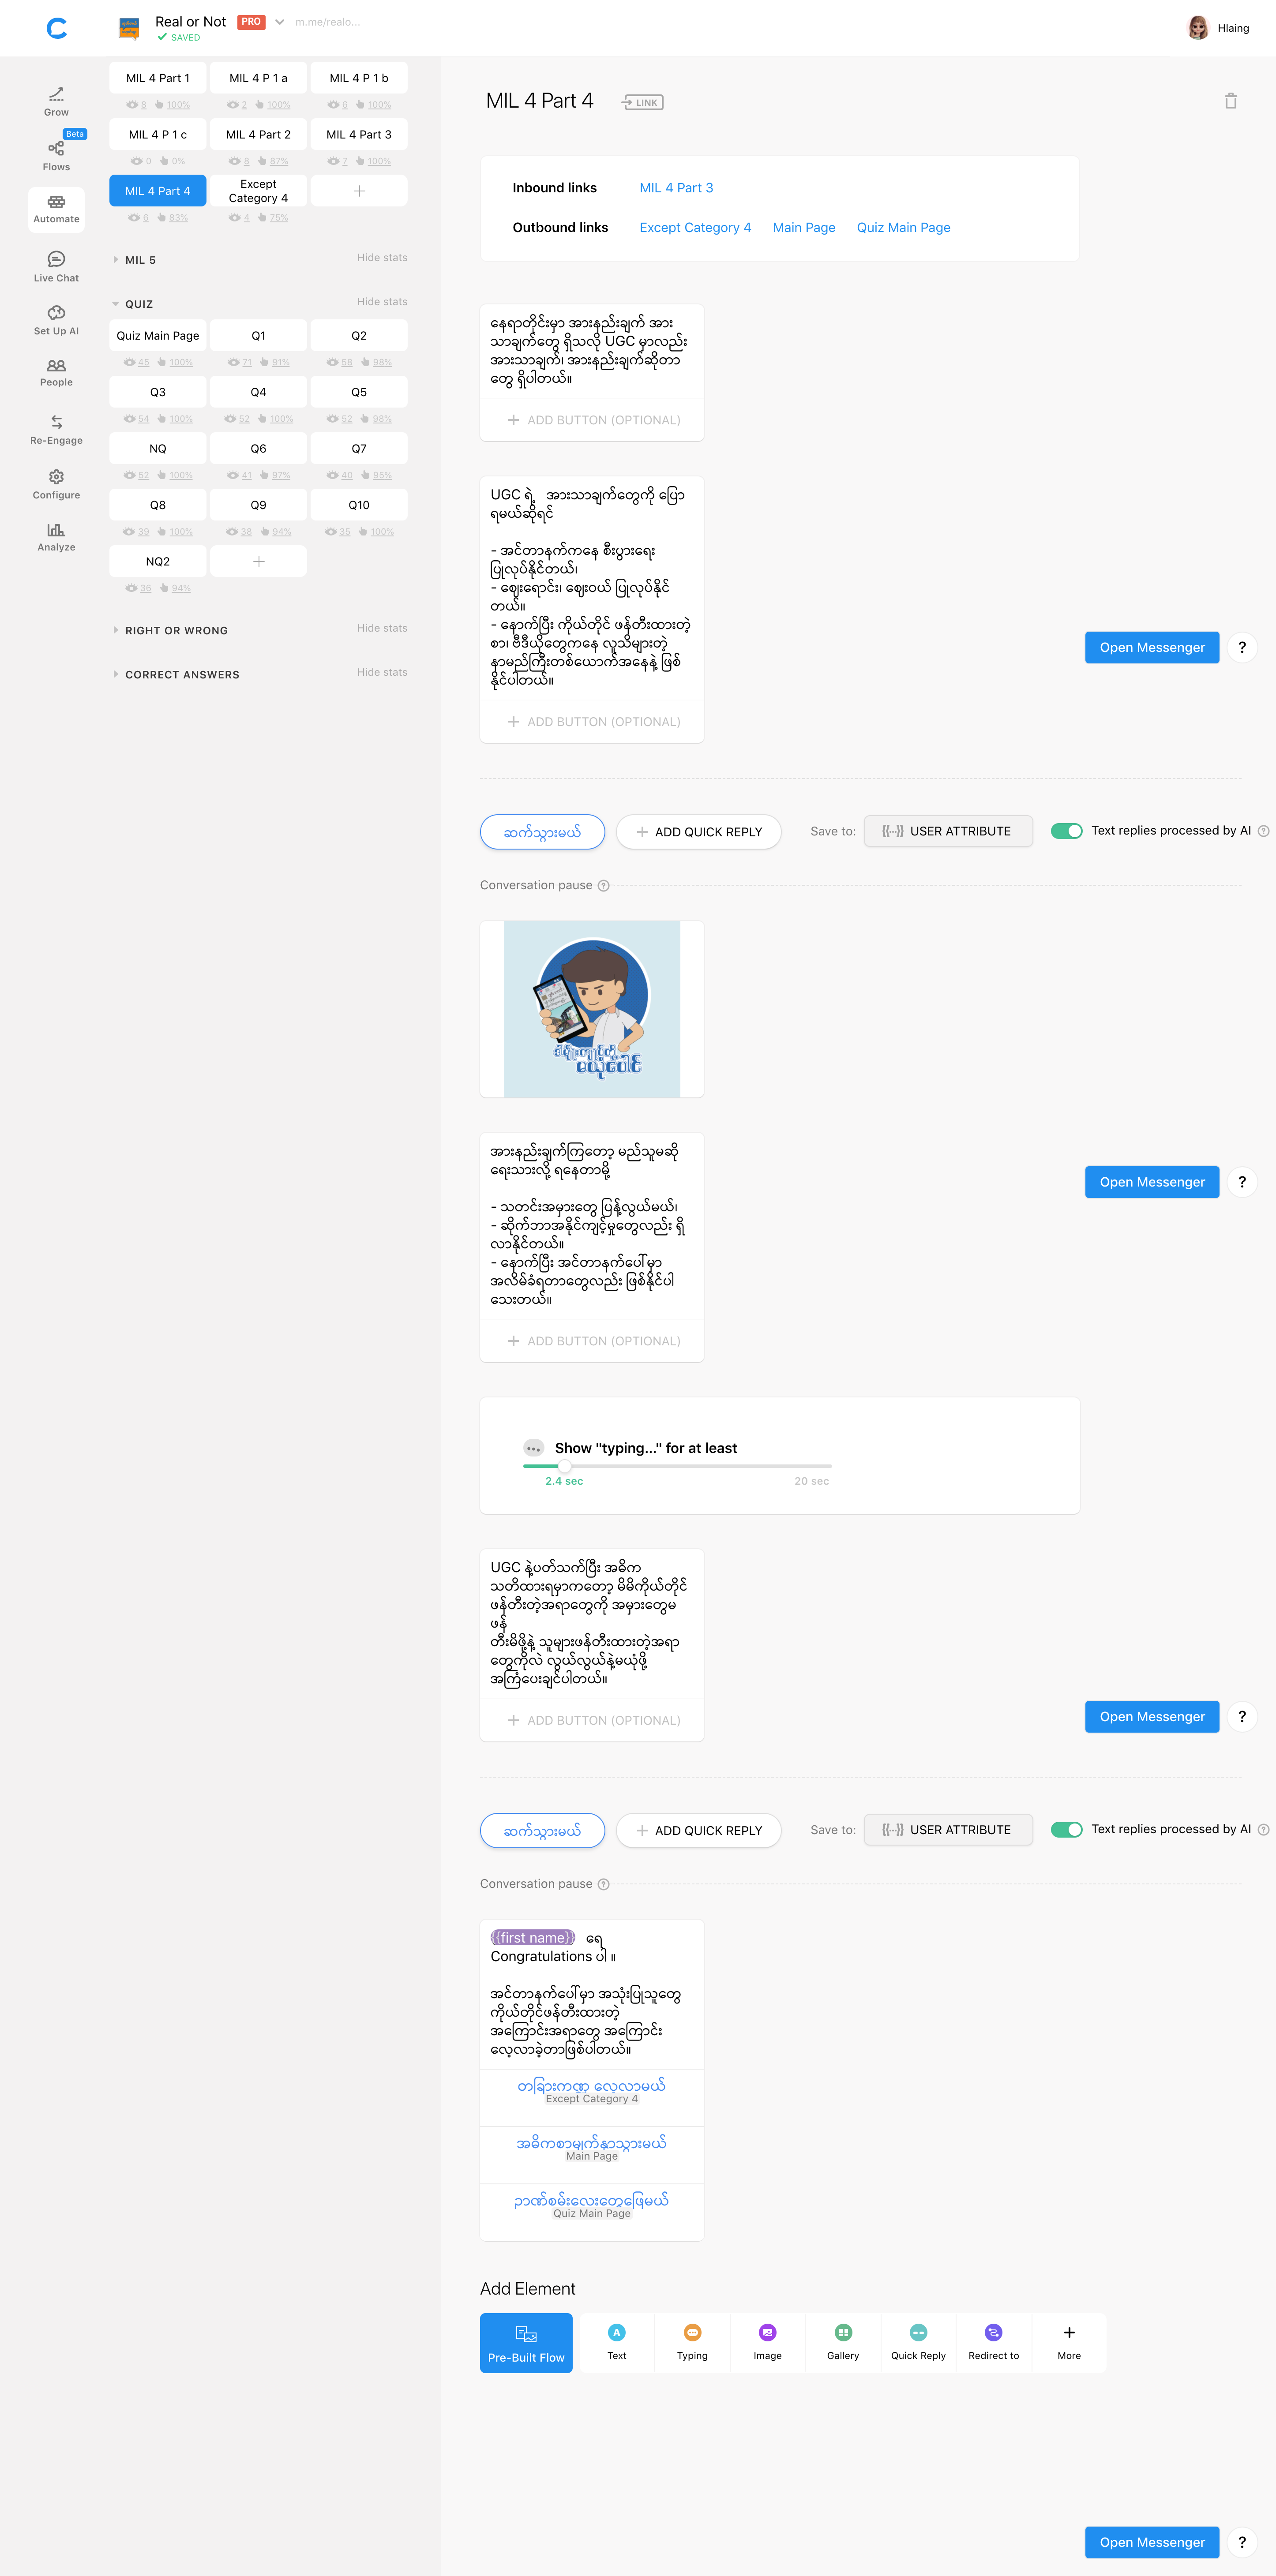 Real or Not PRO m.me/realo...
SAVED
Hlaing
Grow
Beta
Flows
Automate
Live Chat
Set Up AI
People
Re-Engage
Configure
Analyze
MIL 4 Part 1 MIL 4 P 1 a MIL 4 P 1 b
8 100% 2 100% 6 100%
MIL 4 P 1 c MIL 4 Part 2 MIL 4 Part 3
0 0% 8 87% 7 100%
MIL 4 Part 4 Except Category 4
6 83% 4 75%
MIL 5 Hide stats
QUIZ Hide stats
Quiz Main Page Q1 Q2
45 100% 71 91% 58 98%
Q3 Q4 Q5
54 100% 52 100% 52 98%
NQ Q6 Q7
52 100% 41 97% 40 95%
Q8 Q9 Q10
39 100% 38 94% 35 100%
NQ2
36 94%
RIGHT OR WRONG Hide stats
CORRECT ANSWERS Hide stats
MIL 4 Part 4 LINK
Inbound links MIL 4 Part 3
Outbound links Except Category 4 Main Page Quiz Main Page
နေရာတိုင်းမှာ အားနည်းချက် အား
သာချက်တွေ ရှိသလို UGC မှာလည်း
အားသာချက်၊ အားနည်းချက်ဆိုတာ
တွေ ရှိပါတယ်။
ADD BUTTON (OPTIONAL)
UGC ရဲ့ အားသာချက်တွေကို ပြော
ရမယ်ဆိုရင်
- အင်တာနက်ကနေ စီးပွားရေး
ပြုလုပ်နိုင်တယ်၊
- ဈေးရောင်း၊ ဈေးဝယ် ပြုလုပ်နိုင်
တယ်။
- နောက်ပြီး ကိုယ်တိုင် ဖန်တီးထားတဲ့
စာ၊ ဗီဒီယိုတွေကနေ လူသိများတဲ့
နာမည်ကြီးတစ်ယောက်အနေနဲ့ ဖြစ်
နိုင်ပါတယ်။
ADD BUTTON (OPTIONAL)
Open Messenger ?
ဆက်သွားမယ် ADD QUICK REPLY Save to: {{...}} USER ATTRIBUTE Text replies processed by AI ?
Conversation pause ?
ဒါမျိုးကျွန်တို့
မယုံပေါင်
အားနည်းချက်ကြတော့ မည်သူမဆို
ရေးသားလို့ ရနေတာမို့
- သတင်းအမှားတွေ ပြန့်လွယ်မယ်၊
- ဆိုက်ဘာအနိုင်ကျင့်မှုတွေလည်း ရှိ
လာနိုင်တယ်။
- နောက်ပြီး အင်တာနက်ပေါ်မှာ
အလိမ်ခံရတာတွေလည်း ဖြစ်နိုင်ပါ
သေးတယ်။
ADD BUTTON (OPTIONAL)
Open Messenger ?
Show "typing..." for at least
2.4 sec 20 sec
UGC နဲ့ပတ်သက်ပြီး အဓိက
သတိထားရမှာကတော့ မိမိကိုယ်တိုင်
ဖန်တီးတဲ့အရာတွေကို အမှားတွေမ
ဖန်
တီးမိဖို့နဲ့ သူများဖန်တီးထားတဲ့အရာ
တွေကိုလဲ လွယ်လွယ်နဲ့မယုံဖို့
အကြံပေးချင်ပါတယ်။
ADD BUTTON (OPTIONAL)
Open Messenger ?
ဆက်သွားမယ် ADD QUICK REPLY Save to: {{...}} USER ATTRIBUTE Text replies processed by AI ?
Conversation pause ?
{{first name}} ရေ
Congratulations ပါ ။
အင်တာနက်ပေါ်မှာ အသုံးပြုသူတွေ
ကိုယ်တိုင်ဖန်တီးထားတဲ့
အကြောင်းအရာတွေ အကြောင်း
လေ့လာခဲ့တာဖြစ်ပါတယ်။
တခြားကဏ္ဍ လေ့လာမယ်
Except Category 4
အဓိကစာမျက်နှာသွားမယ်
Main Page
ဉာဏ်စမ်းလေးတွေဖြေမယ်
Quiz Main Page
Add Element
Pre-Built Flow Text Typing Image Gallery Quick Reply Redirect to More
Open Messenger ?